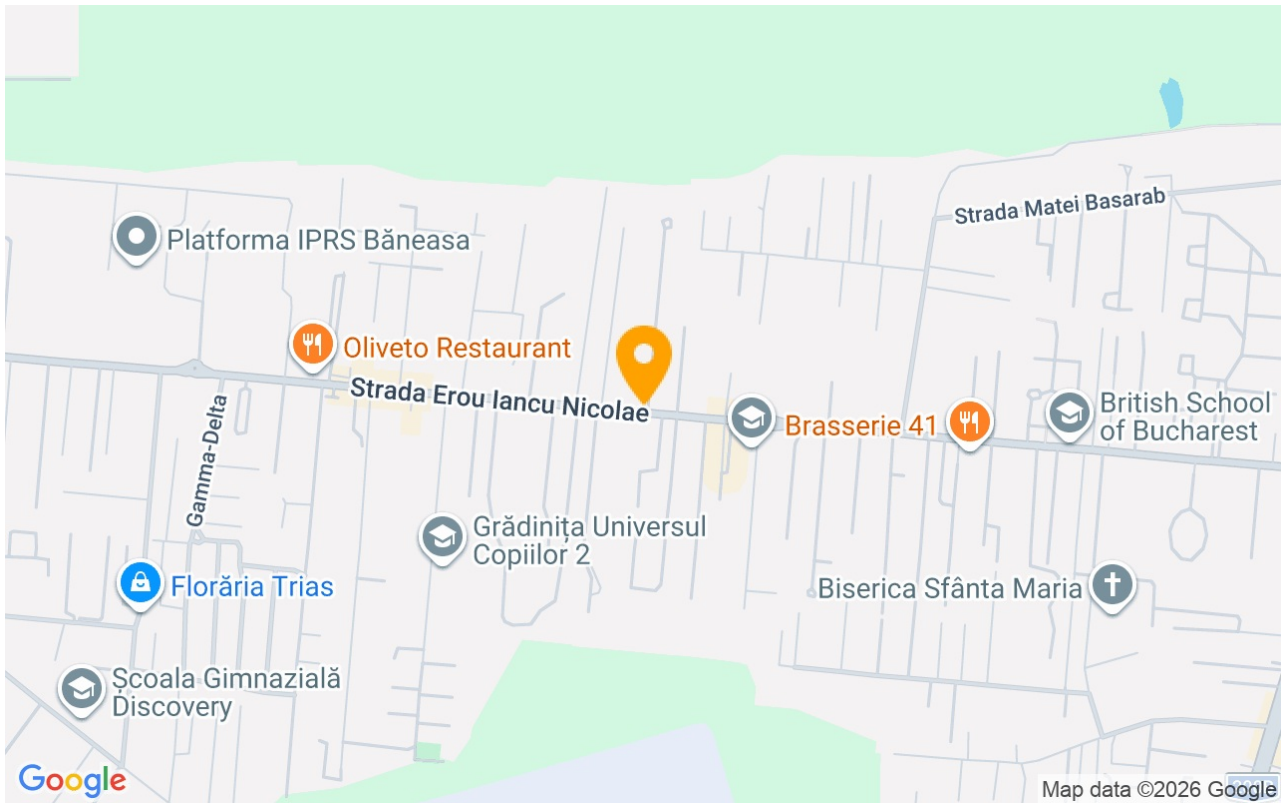 Strada Matei Basarab
Platforma IPRS Băneasa
Oliveto Restaurant
Strada Erou Iancu Nicolae
Brasserie 41
British School
of Bucharest
Gamma-Delta
Grădinița Universul
Copiilor 2
Florăria Trias
Biserica Sfânta Maria
Școala Gimnazială
Discovery
Google
Map data ©2026 Google